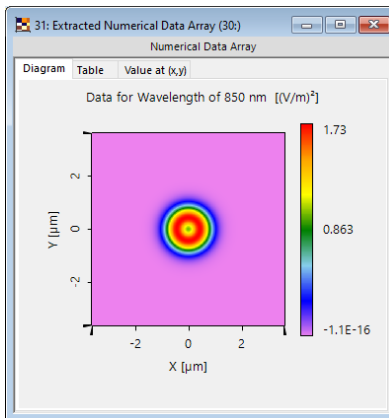 31: Extracted Numerical Data Array (30:)
Numerical Data Array
Diagram Table Value at (x,y)
Data for Wavelength of 850 nm [(V/m)²]
1.73
2
Y [µm]
0
0.863
-2
-1.1E-16
-2 0 2
X [µm]